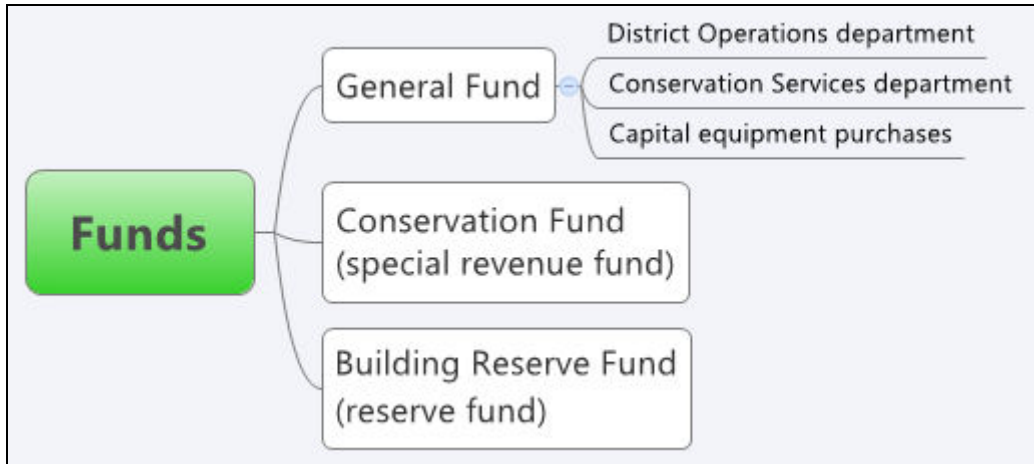 Funds
General Fund
District Operations department
Conservation Services department
Capital equipment purchases
Conservation Fund
(special revenue fund)
Building Reserve Fund
(reserve fund)